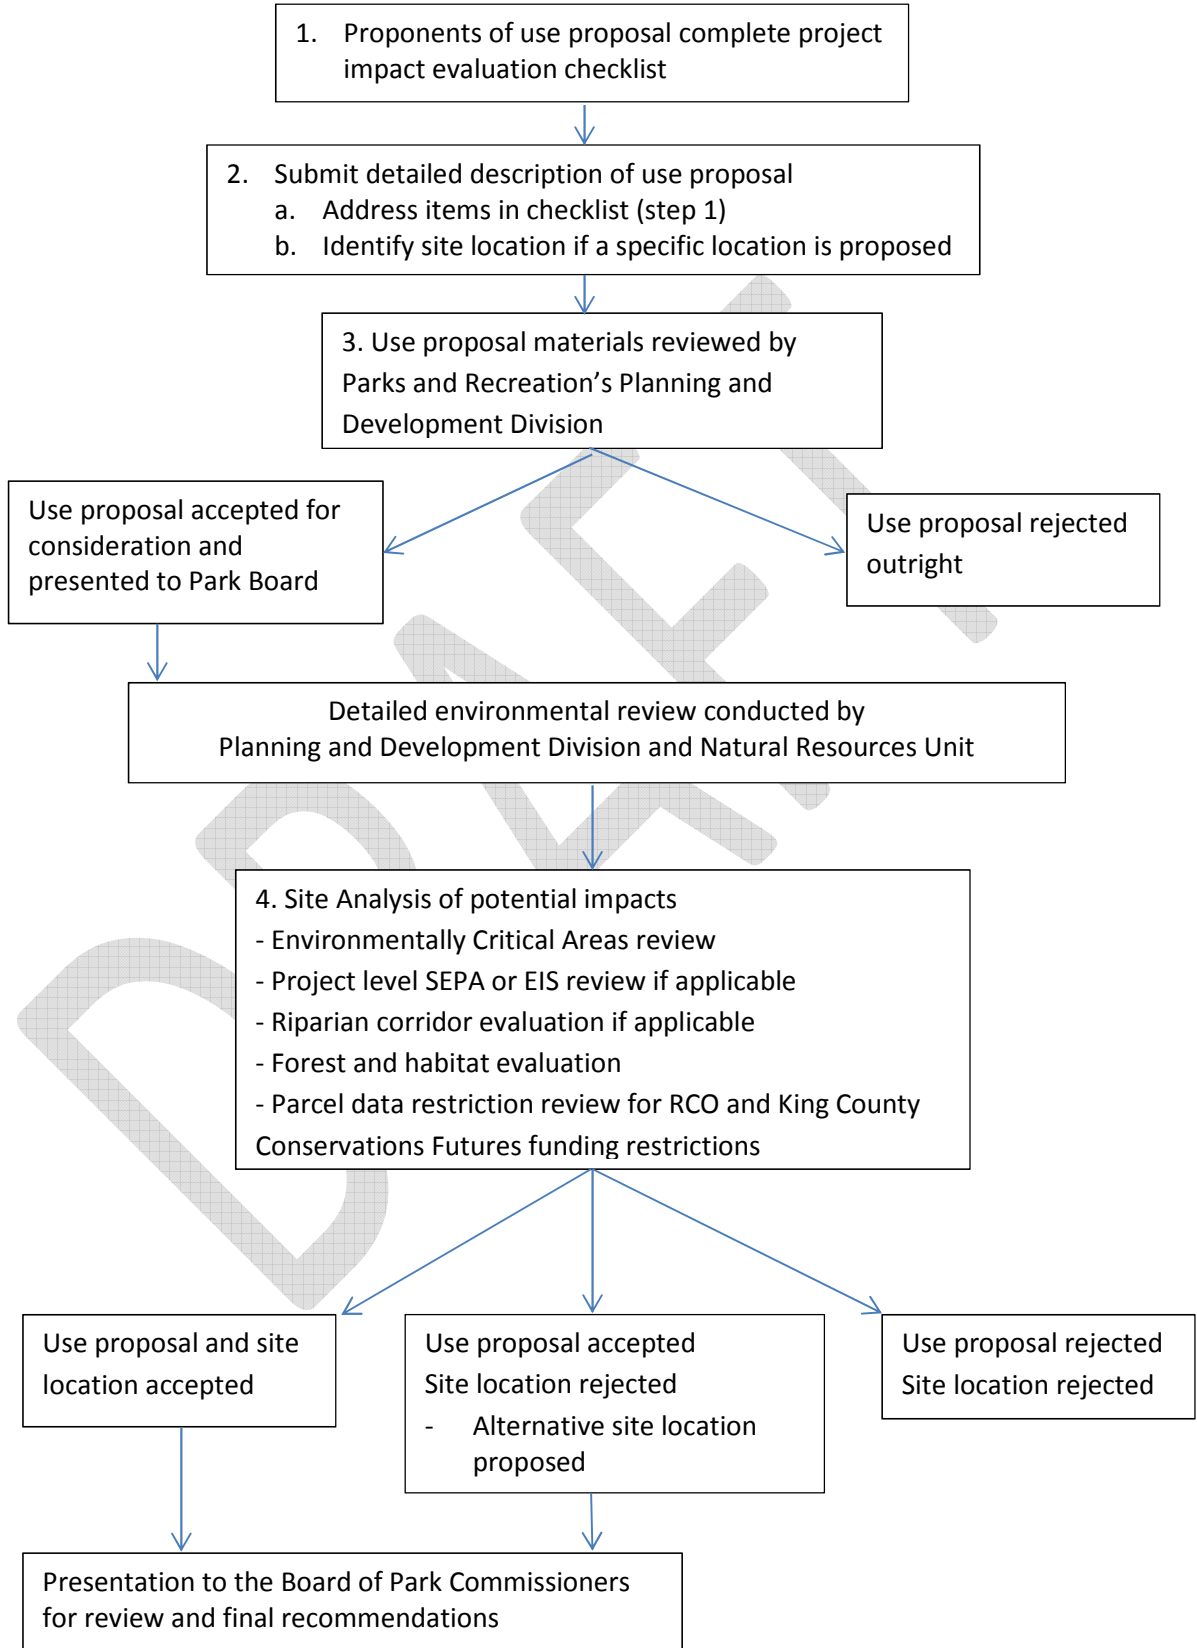 1. Proponents of use proposal complete project
impact evaluation checklist
2. Submit detailed description of use proposal
a. Address items in checklist (step 1)
b. Identify site location if a specific location is proposed
3. Use proposal materials reviewed by
Parks and Recreation’s Planning and
Development Division
Use proposal accepted for
consideration and
presented to Park Board
Use proposal rejected
outright
Detailed environmental review conducted by
Planning and Development Division and Natural Resources Unit
4. Site Analysis of potential impacts
- Environmentally Critical Areas review
- Project level SEPA or EIS review if applicable
- Riparian corridor evaluation if applicable
- Forest and habitat evaluation
- Parcel data restriction review for RCO and King County
Conservations Futures funding restrictions
Use proposal and site
location accepted
Use proposal accepted
Site location rejected
- Alternative site location
proposed
Use proposal rejected
Site location rejected
Presentation to the Board of Park Commissioners
for review and final recommendations
DRAFT